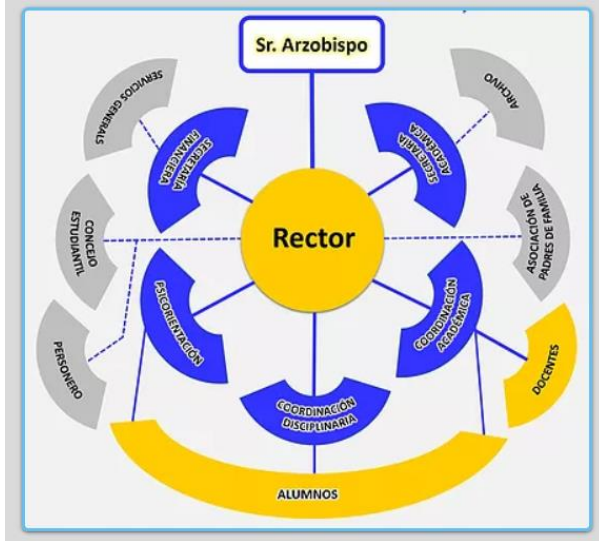 Sr. Arzobispo
SERVICIOS GENERALS
ARCHIVO
SECRETARÍA
FINANCIERA
SECRETARÍA
ACADÉMICA
CONCEJO
ESTUDIANTIL
Rector
ASOCIACIÓN DE
PADRES DE FAMILIA
PSICORIENTACIÓN
COORDINACIÓN
ACADÉMICA
PERSONERO
DOCENTES
COORDINACIÓN
DISCIPLINARIA
ALUMNOS